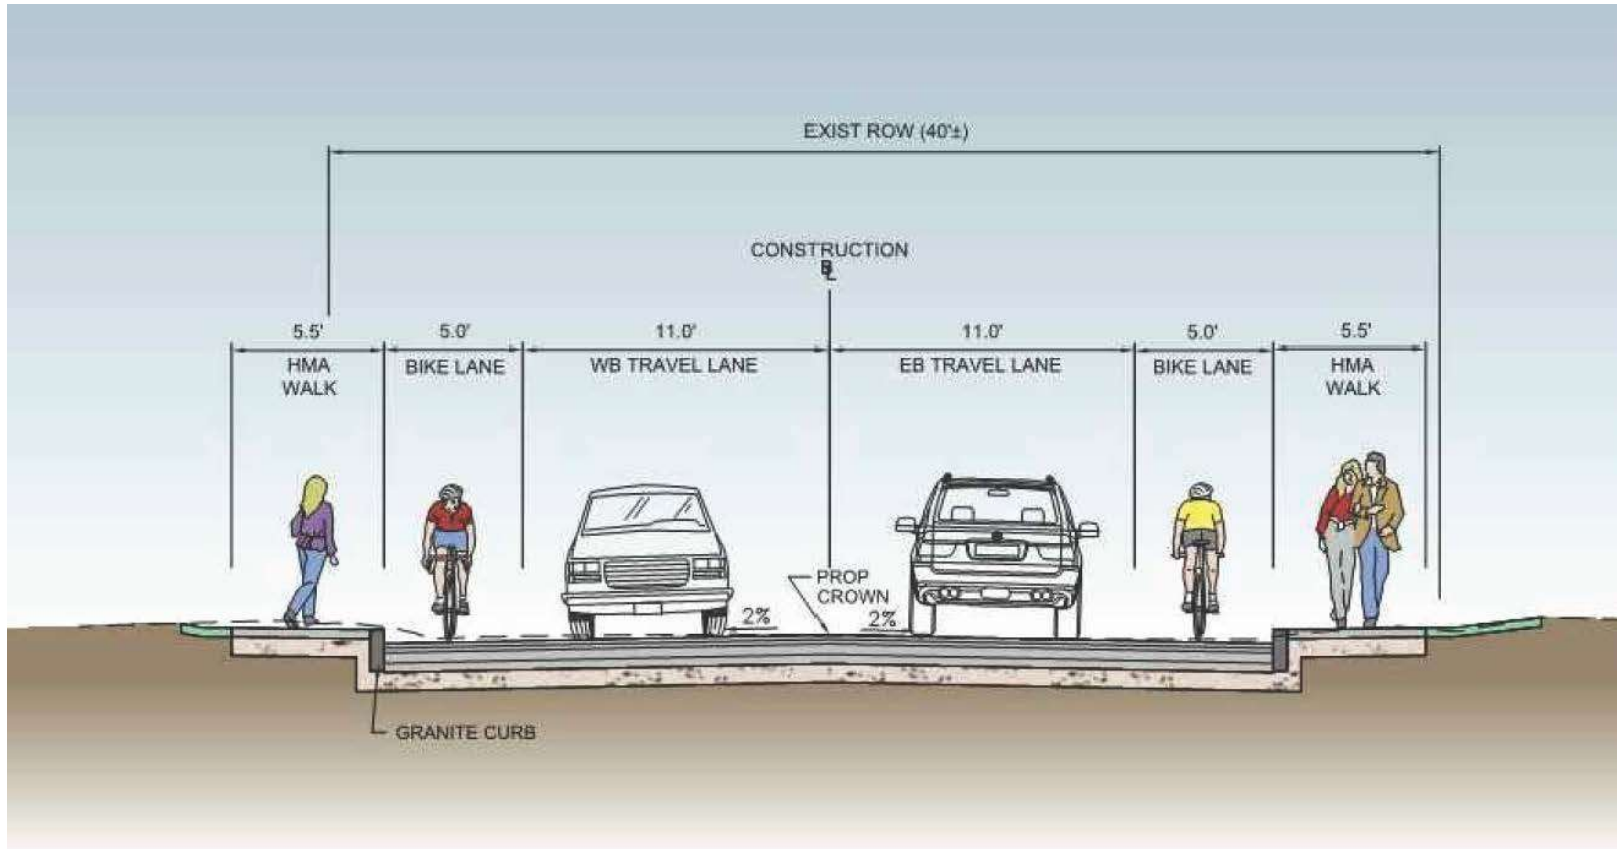 EXIST ROW (40'±)
CONSTRUCTION
℄
5.5'
5.0'
11.0'
11.0'
5.0'
5.5'
HMA
WALK
BIKE LANE
WB TRAVEL LANE
EB TRAVEL LANE
BIKE LANE
HMA
WALK
PROP
CROWN
2%
2%
GRANITE CURB